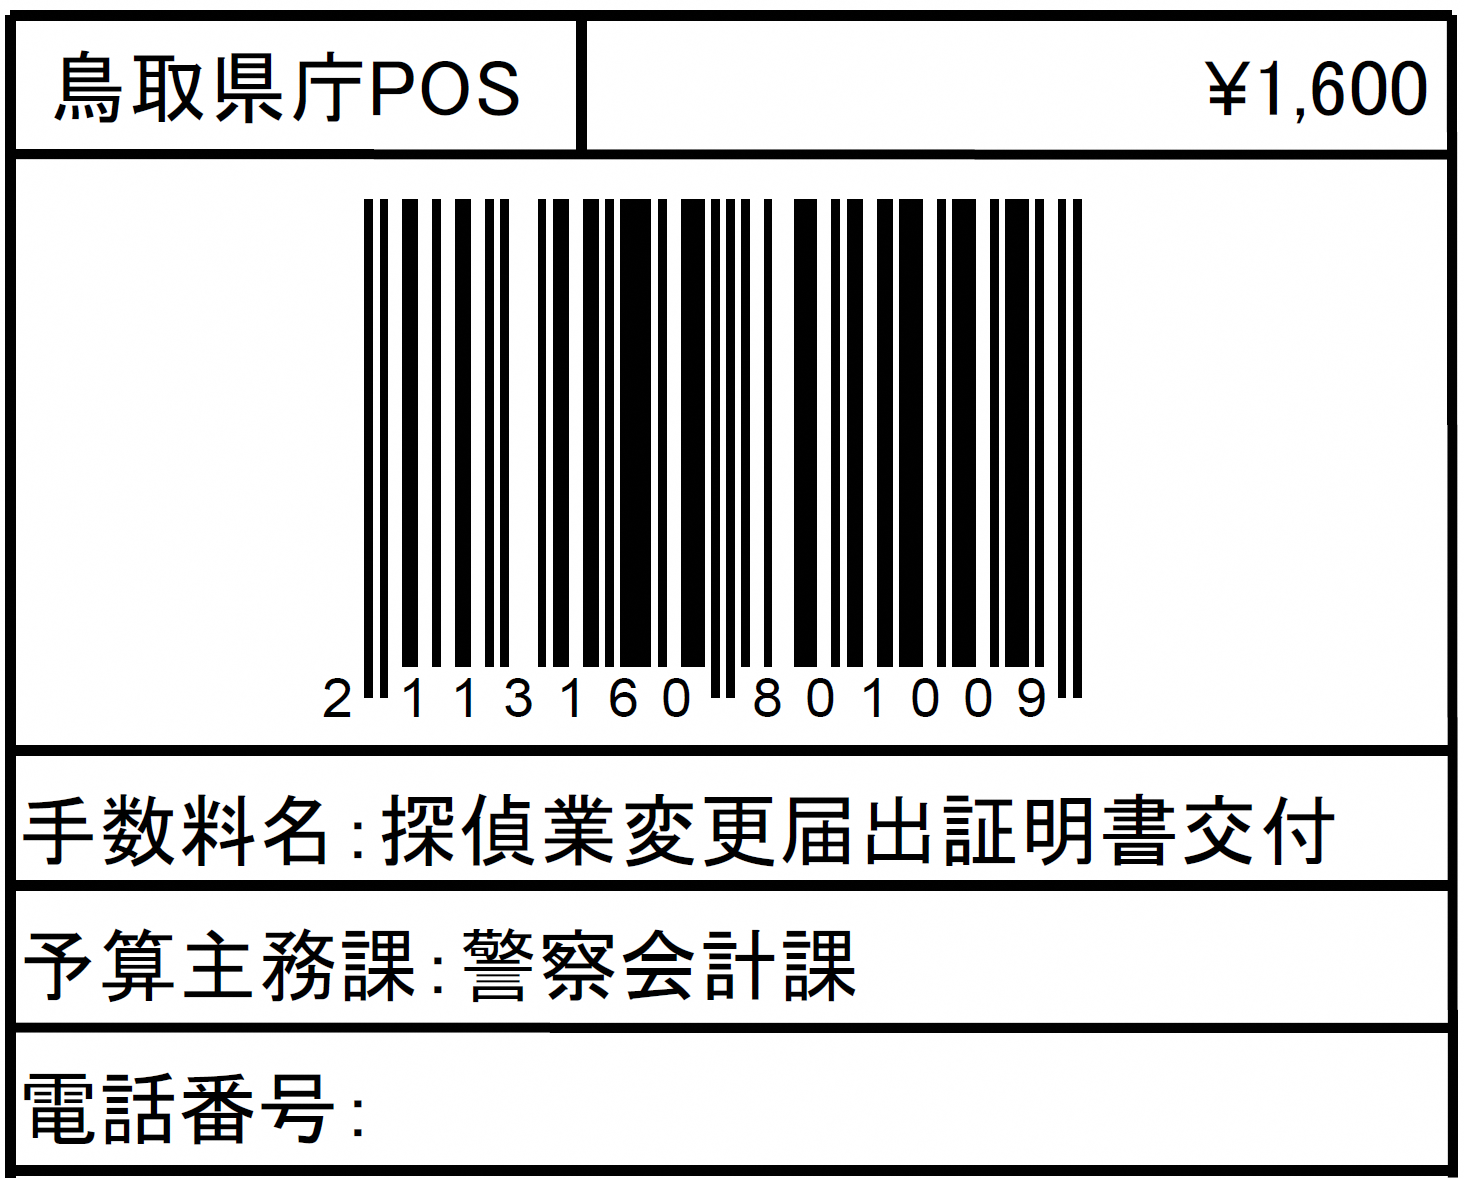 鳥取県庁POS ¥1,600
2 113160 801009
手数料名:探偵業変更届出証明書交付
予算主務課:警察会計課
電話番号: